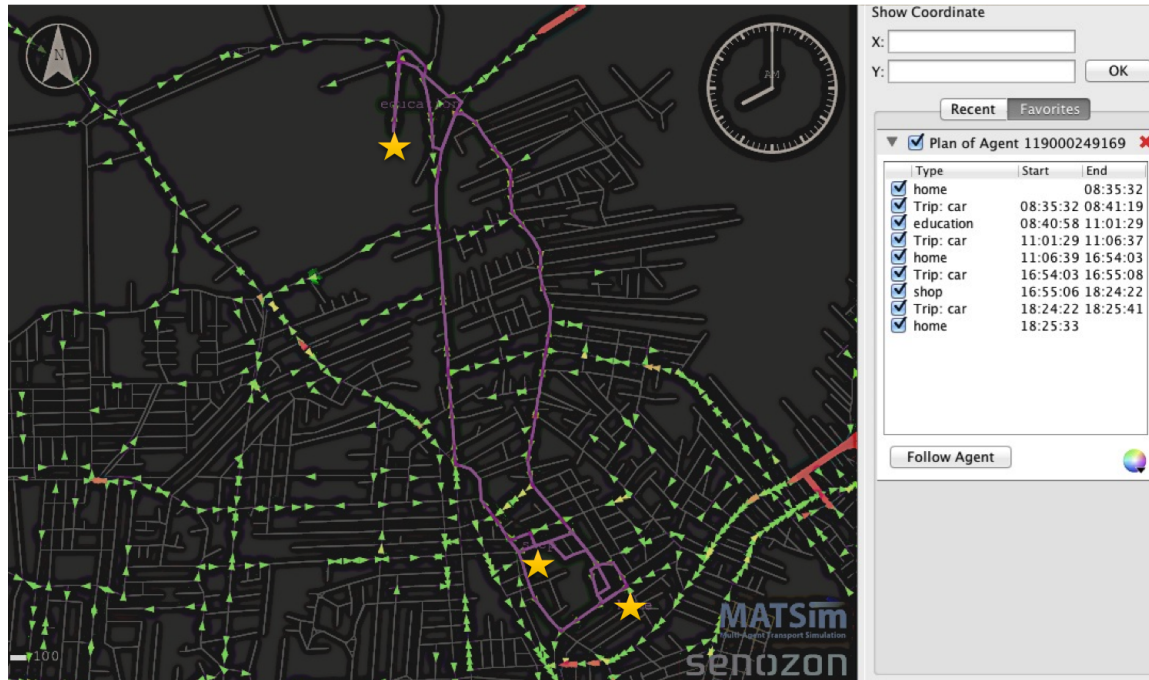 N
education
AM
100
MATSim
Multi-Agent Transport Simulation
senozon
Show Coordinate
X:
Y:
OK
Recent Favorites
Plan of Agent 119000249169
Type Start End
home 08:35:32
Trip: car 08:35:32 08:41:19
education 08:40:58 11:01:29
Trip: car 11:01:29 11:06:37
home 11:06:39 16:54:03
Trip: car 16:54:03 16:55:08
shop 16:55:06 18:24:22
Trip: car 18:24:22 18:25:41
home 18:25:33
Follow Agent